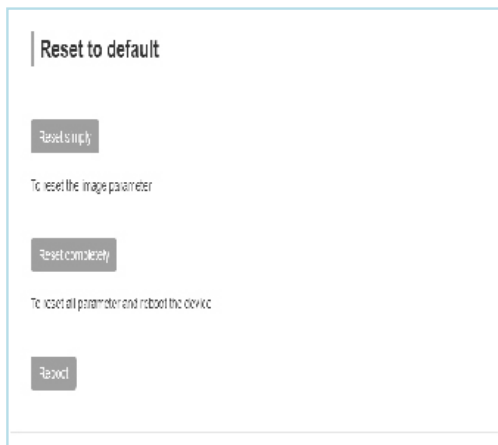 Reset to default
Reset simply
To reset the image parameter
Reset completely
To reset all parameter and reboot the device
Reboot